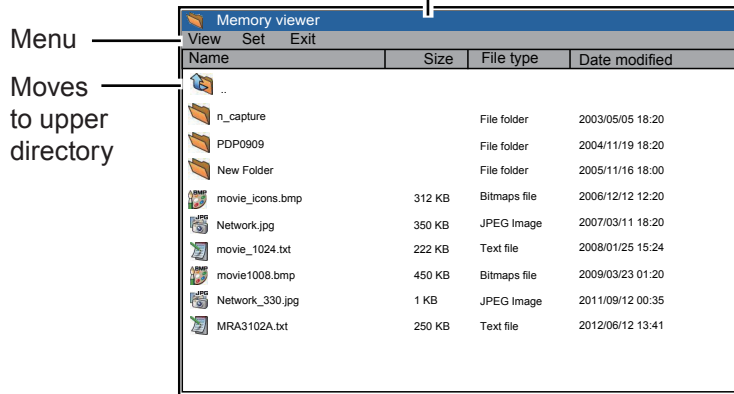 Memory viewer
Menu
View Set Exit
Name Size File type Date modified
Moves
to upper
directory
..
n_capture File folder 2003/05/05 18:20
PDP0909 File folder 2004/11/19 18:20
New Folder File folder 2005/11/16 18:00
BMP movie_icons.bmp 312 KB Bitmaps file 2006/12/12 12:20
JPG Network.jpg 350 KB JPEG Image 2007/03/11 18:20
movie_1024.txt 222 KB Text file 2008/01/25 15:24
BMP movie1008.bmp 450 KB Bitmaps file 2009/03/23 01:20
JPG Network_330.jpg 1 KB JPEG Image 2011/09/12 00:35
MRA3102A.txt 250 KB Text file 2012/06/12 13:41